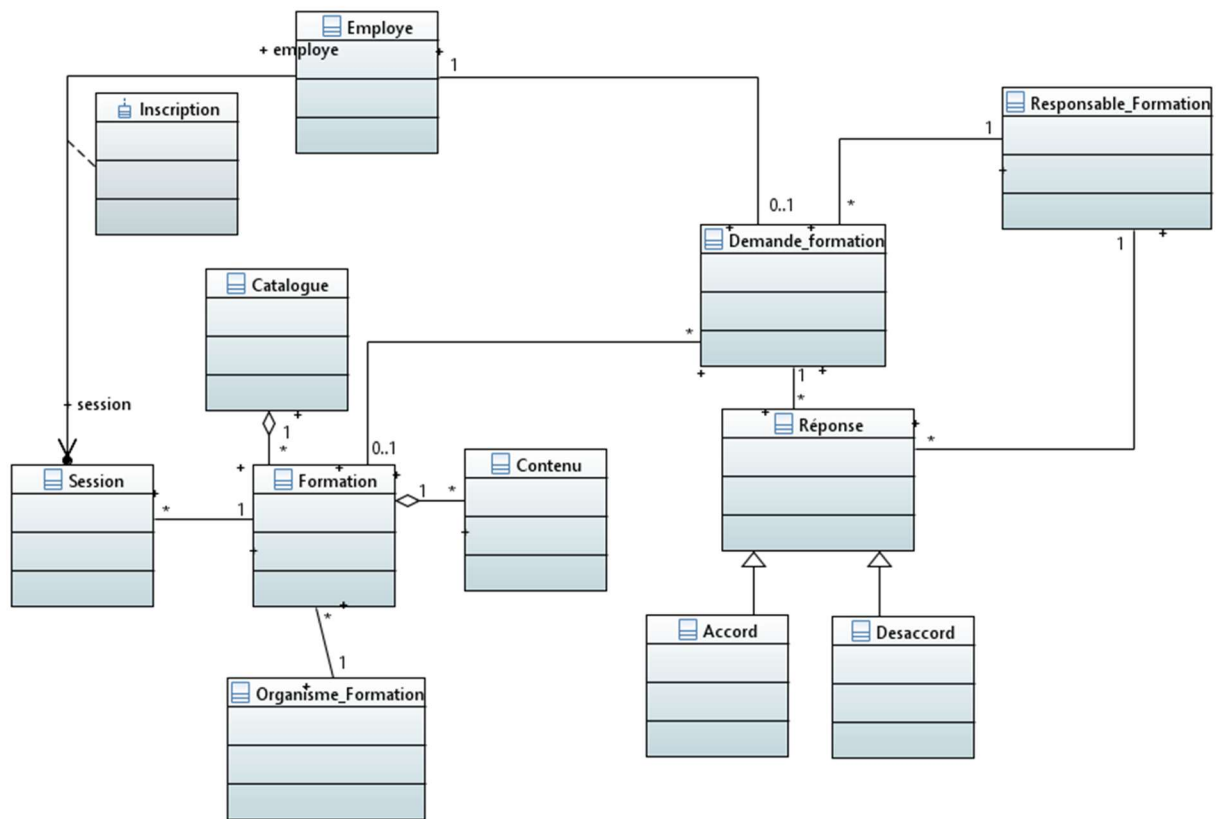 Employe
+ employe
1
Inscription
Responsable_Formation
1
0..1
*
Demande_formation
1
Catalogue
*
1
*
+ session
1
*
0..1
Réponse
*
Session
Formation
1
*
Contenu
*
1
*
1
Organisme_Formation
Accord
Desaccord